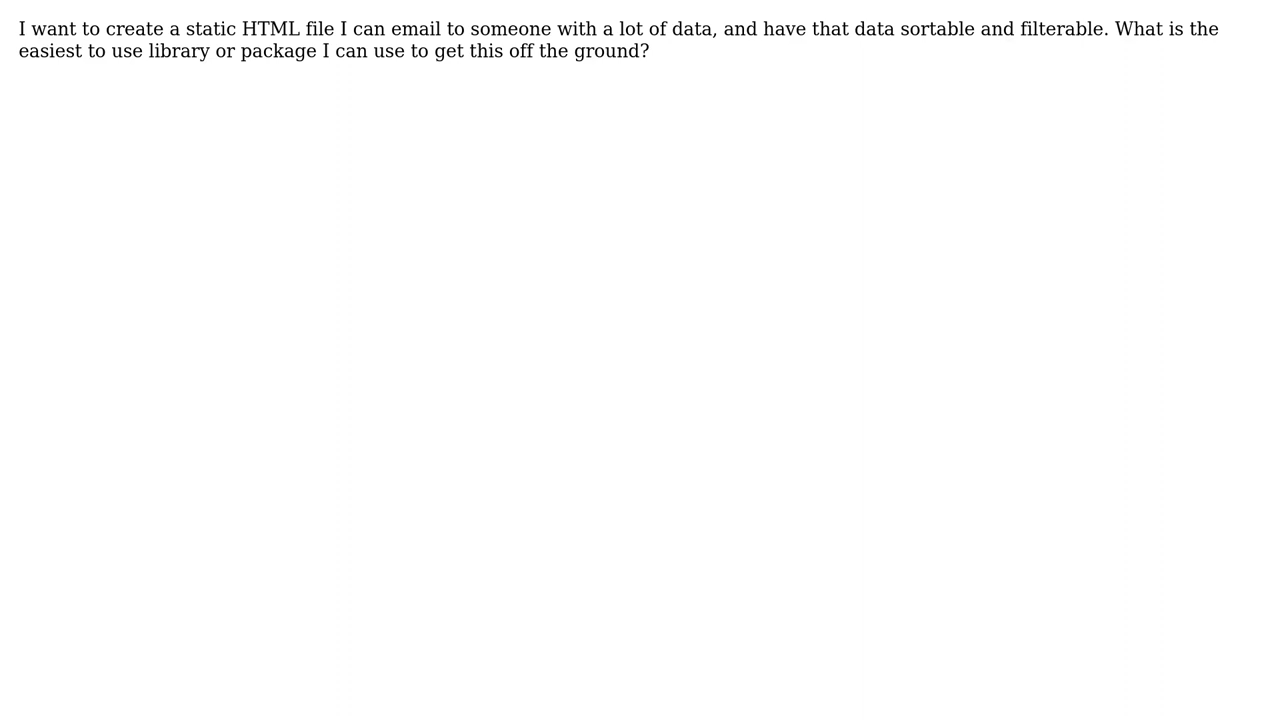 I want to create a static HTML file I can email to someone with a lot of data, and have that data sortable and filterable. What is the
easiest to use library or package I can use to get this off the ground?